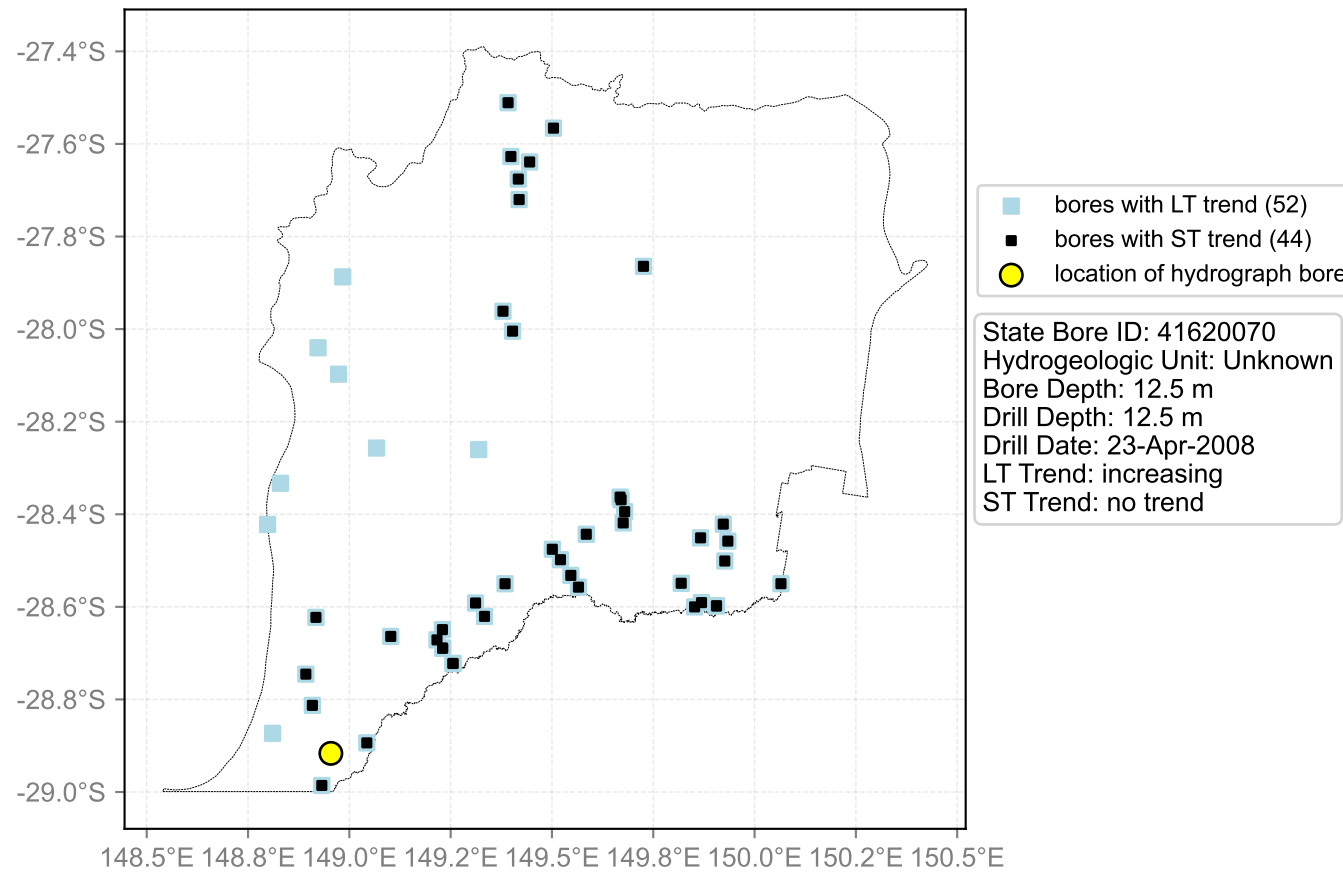 -27.4°S
-27.6°S
-27.8°S
-28.0°S
-28.2°S
-28.4°S
-28.6°S
-28.8°S
-29.0°S
148.5°E 148.8°E 149.0°E 149.2°E 149.5°E 149.8°E 150.0°E 150.2°E 150.5°E
bores with LT trend (52)
bores with ST trend (44)
location of hydrograph bore
State Bore ID: 41620070
Hydrogeologic Unit: Unknown
Bore Depth: 12.5 m
Drill Depth: 12.5 m
Drill Date: 23-Apr-2008
LT Trend: increasing
ST Trend: no trend